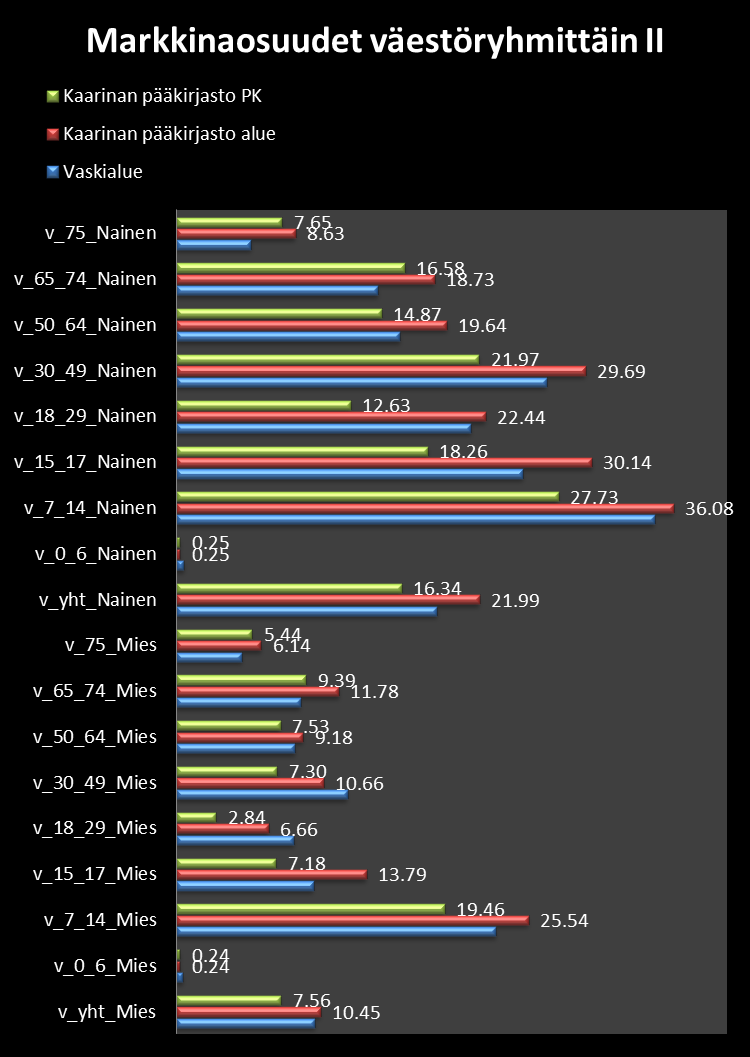 Markkinaosuudet väestöryhmittäin II
Kaarinan pääkirjasto PK
Kaarinan pääkirjasto alue
Vaskialue
v_75_Nainen 7.65
8.63
v_65_74_Nainen 16.58
18.73
v_50_64_Nainen 14.87
19.64
v_30_49_Nainen 21.97
29.69
v_18_29_Nainen 12.63
22.44
v_15_17_Nainen 18.26
30.14
v_7_14_Nainen 27.73
36.08
v_0_6_Nainen 0.25
0.25
v_yht_Nainen 16.34
21.99
v_75_Mies 5.44
6.14
v_65_74_Mies 9.39
11.78
v_50_64_Mies 7.53
9.18
v_30_49_Mies 7.30
10.66
v_18_29_Mies 2.84
6.66
v_15_17_Mies 7.18
13.79
v_7_14_Mies 19.46
25.54
v_0_6_Mies 0.24
0.24
v_yht_Mies 7.56
10.45